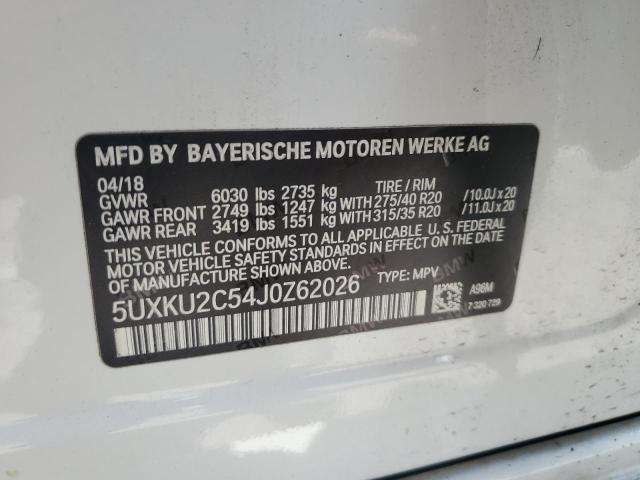 MFD BY BAYERISCHE MOTOREN WERKE AG
04/18 TIRE / RIM
GVWR 6030 lbs 2735 kg
GAWR FRONT 2749 lbs 1247 kg WITH 275/40 R20 /10.0J x 20
GAWR REAR 3419 lbs 1551 kg WITH 315/35 R20 /11.0J x 20
THIS VEHICLE CONFORMS TO ALL APPLICABLE U. S. FEDERAL
MOTOR VEHICLE SAFETY STANDARDS IN EFFECT ON THE DATE OF
MANUFACTURE SHOWN ABOVE.
5UXKU2C54J0Z62026 TYPE: MPV
A96M
7 320 729